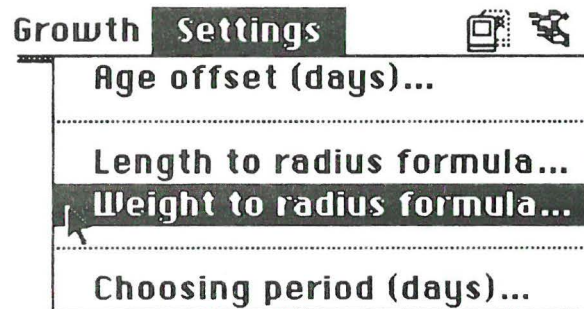 Growth Settings
Age offset (days)...
Length to radius formula...
Weight to radius formula...
Choosing period (days)...